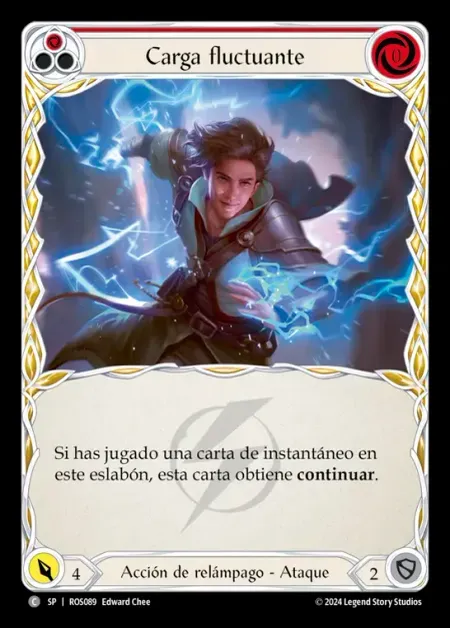 Carga fluctuante
0
Si has jugado una carta de instantáneo en
este eslabón, esta carta obtiene continuar.
4
Acción de relámpago - Ataque
2
C SP | ROS089 Edward Chee
© 2024 Legend Story Studios